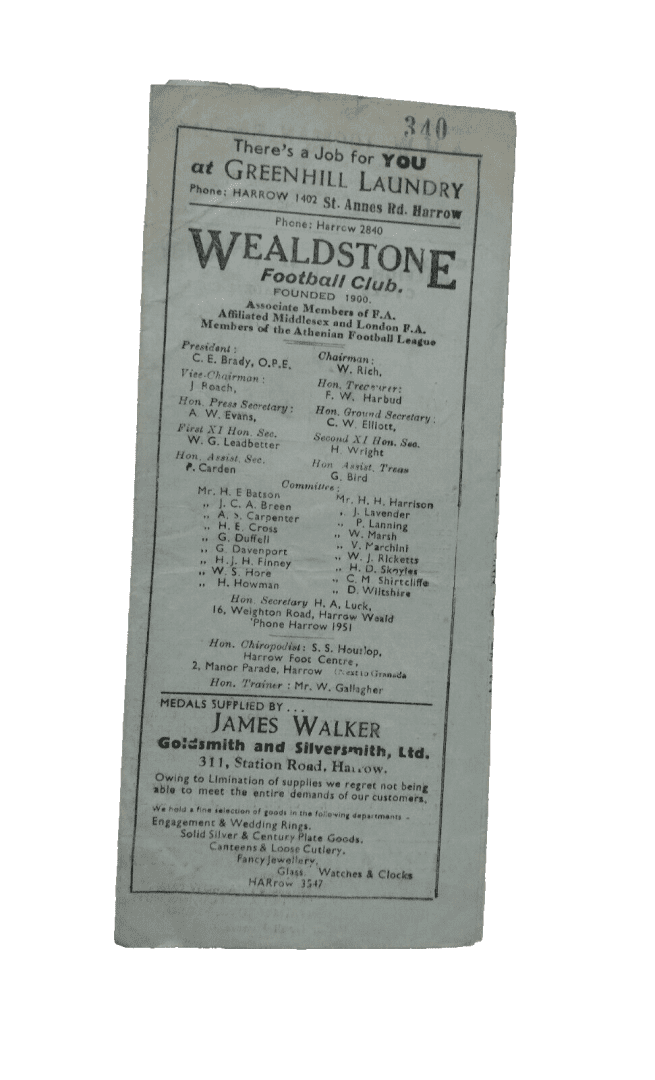 340
There's a Job for YOU
at GREENHILL LAUNDRY
Phone: HARROW 1402 St. Annes Rd. Harrow
Phone: Harrow 2840
WEALDSTONE
Football Club.
FOUNDED 1900.
Associate Members of F.A.
Affiliated Middlesex and London F.A.
Members of the Athenian Football League
President:
C. E. Brady, O.P.E.
Chairman:
W. Rich,
Vice-Chairman:
J Roach,
Hon. Treasurer:
F. W. Harbud
Hon. Press Secretary:
A. W. Evans,
Hon. Ground Secretary:
C. W. Elliott,
First XI Hon. Sec.
W. G. Leadbetter
Second XI Hon. Sec.
H. Wright
Hon. Assist. Sec.
P. Carden
Hon Assist. Treas
G. Bird
Committee:
Mr. H. E Batson
„ J. C. A. Breen
„ A. S. Carpenter
„ H. E. Cross
„ G. Duffell
„ G. Davenport
„ H. J. H. Finney
„ W. S. Hore
„ H. Howman
Mr. H. H. Harrison
„ J. Lavender
„ P. Lanning
„ W. Marsh
„ V. Marchini
„ W. J. Ricketts
„ H. D. Skoyles
„ C. M Shirtcliffe
„ D. Wiltshire
Hon. Secretary H. A. Luck,
16, Weighton Road, Harrow Weald
'Phone Harrow 1951
Hon. Chiropodist: S. S. Hourlop,
Harrow Foot Centre,
2, Manor Parade, Harrow (Next to Granada
Hon. Trainer: Mr. W. Gallagher
MEDALS SUPPLIED BY...
JAMES WALKER
Goldsmith and Silversmith, Ltd.
311, Station Road, Harrow.
Owing to Limination of supplies we regret not being
able to meet the entire demands of our customers,
We hold a fine selection of goods in the following departments -
Engagement & Wedding Rings.
Solid Silver & Century Plate Goods.
Canteens & Loose Cutlery.
Fancy Jewellery.
Glass. Watches & Clocks
HARrow 3547